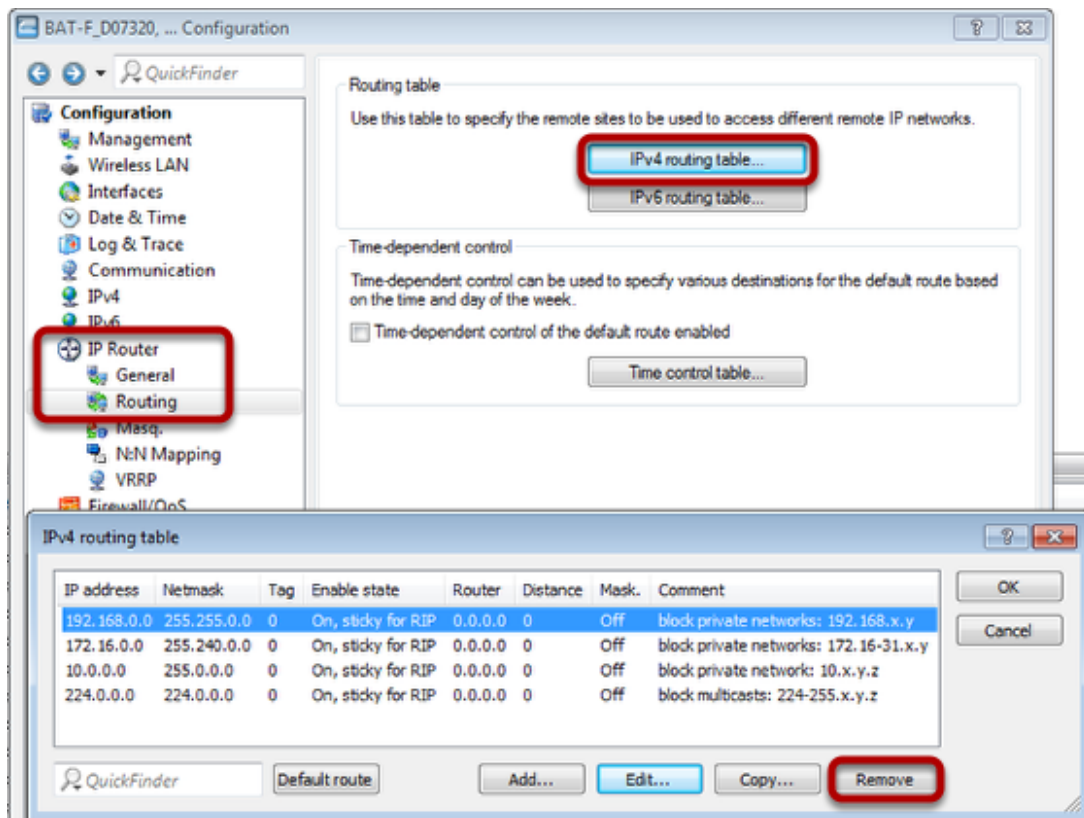 BAT-F_D07320, ... Configuration
QuickFinder
Configuration
Management
Wireless LAN
Interfaces
Date & Time
Log & Trace
Communication
IPv4
IPv6
IP Router
General
Routing
Masq.
N:N Mapping
VRRP
Firewall/QoS
Routing table
Use this table to specify the remote sites to be used to access different remote IP networks.
IPv4 routing table...
IPv6 routing table...
Time-dependent control
Time-dependent control can be used to specify various destinations for the default route based
on the time and day of the week.
Time-dependent control of the default route enabled
Time control table...
IPv4 routing table
IP address Netmask Tag Enable state Router Distance Mask. Comment
192.168.0.0 255.255.0.0 0 On, sticky for RIP 0.0.0.0 0 Off block private networks: 192.168.x.y
172.16.0.0 255.240.0.0 0 On, sticky for RIP 0.0.0.0 0 Off block private networks: 172.16-31.x.y
10.0.0.0 255.0.0.0 0 On, sticky for RIP 0.0.0.0 0 Off block private network: 10.x.y.z
224.0.0.0 224.0.0.0 0 On, sticky for RIP 0.0.0.0 0 Off block multicasts: 224-255.x.y.z
OK
Cancel
QuickFinder Default route Add... Edit... Copy... Remove